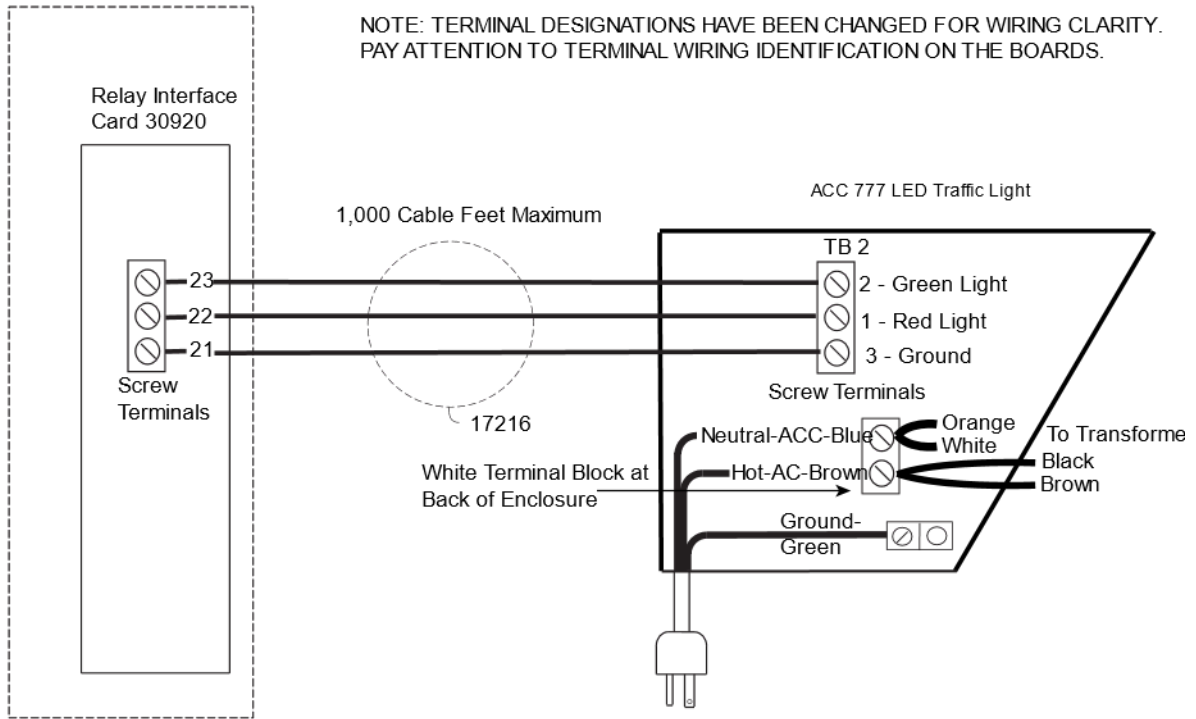 NOTE: TERMINAL DESIGNATIONS HAVE BEEN CHANGED FOR WIRING CLARITY.
PAY ATTENTION TO TERMINAL WIRING IDENTIFICATION ON THE BOARDS.
Relay Interface
Card 30920
ACC 777 LED Traffic Light
1,000 Cable Feet Maximum
TB 2
23
2 - Green Light
22
1 - Red Light
21
3 - Ground
Screw
Terminals
Screw Terminals
17216
Neutral-ACC-Blue
Orange
White
To Transforme
Black
Brown
Hot-AC-Brown
White Terminal Block at
Back of Enclosure
Ground-
Green